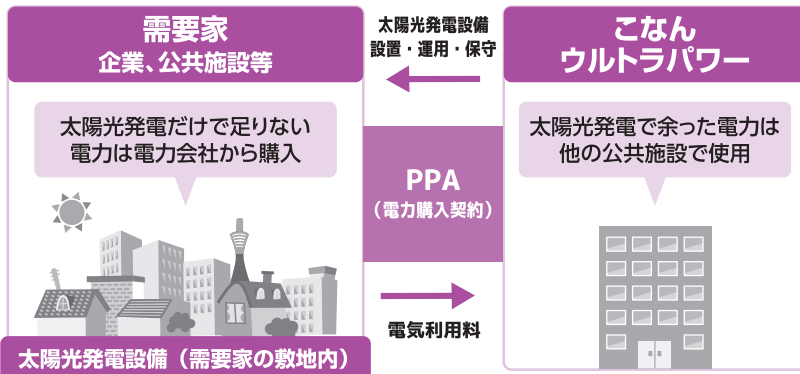 需要家
企業、公共施設等
太陽光発電だけで足りない
電力は電力会社から購入
太陽光発電設備（需要家の敷地内）
太陽光発電設備
設置・運用・保守
PPA
（電力購入契約）
電気利用料
こなん
ウルトラパワー
太陽光発電で余った電力は
他の公共施設で使用